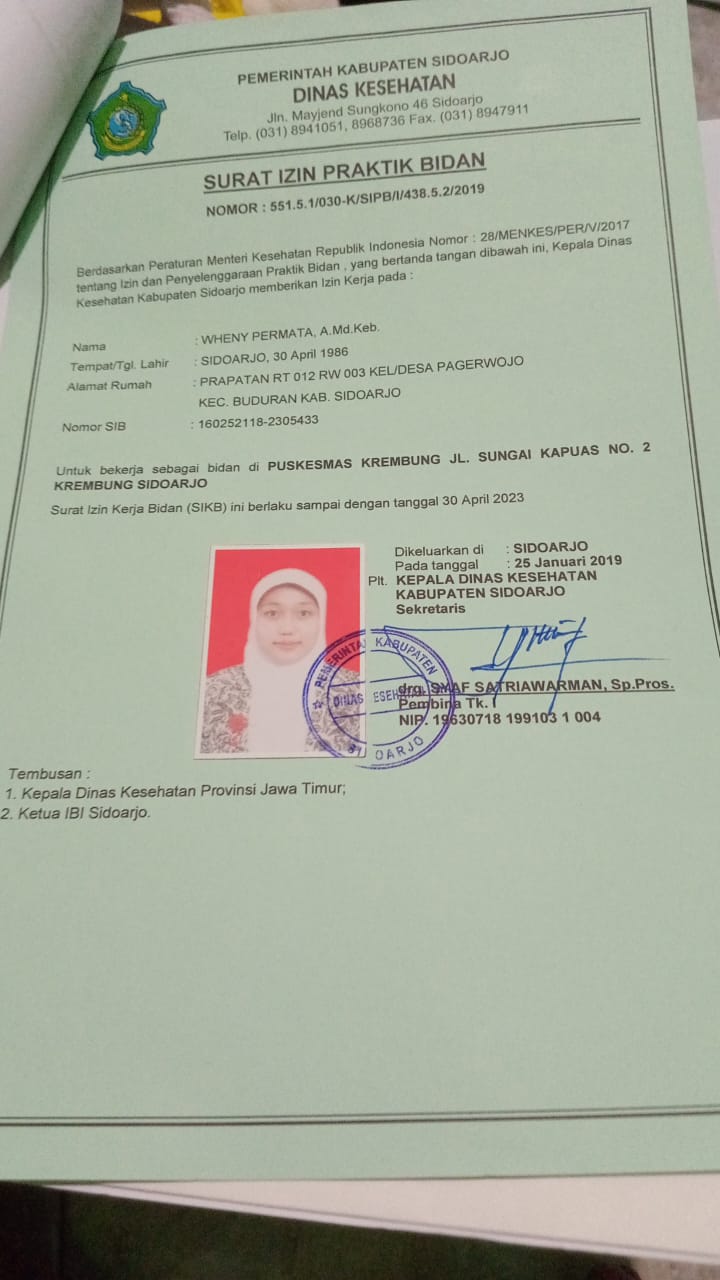 PEMERINTAH KABUPATEN SIDOARJO
DINAS KESEHATAN
Jln. Mayjend Sungkono 46 Sidoarjo
Telp. (031) 8941051, 8968736 Fax. (031) 8947911
SURAT IZIN PRAKTIK BIDAN
NOMOR : 551.5.1/030-K/SIPB/I/438.5.2/2019
Berdasarkan Peraturan Menteri Kesehatan Republik Indonesia Nomor : 28/MENKES/PER/V/2017
tentang Izin dan Penyelenggaraan Praktik Bidan , yang bertanda tangan dibawah ini, Kepala Dinas
Kesehatan Kabupaten Sidoarjo memberikan Izin Kerja pada :
Nama : WHENY PERMATA, A.Md.Keb.
Tempat/Tgl. Lahir : SIDOARJO, 30 April 1986
Alamat Rumah : PRAPATAN RT 012 RW 003 KEL/DESA PAGERWOJO
KEC. BUDURAN KAB. SIDOARJO
Nomor SIB : 160252118-2305433
Untuk bekerja sebagai bidan di PUSKESMAS KREMBUNG JL. SUNGAI KAPUAS NO. 2
KREMBUNG SIDOARJO
Surat Izin Kerja Bidan (SIKB) ini berlaku sampai dengan tanggal 30 April 2023
Dikeluarkan di : SIDOARJO
Pada tanggal : 25 Januari 2019
Plt. KEPALA DINAS KESEHATAN
KABUPATEN SIDOARJO
Sekretaris
PEMERINTA KABUPATEN
DINAS ESEHA
drg. SYAF SATRIAWARMAN, Sp.Pros.
Pembina Tk. I
NIP. 19630718 199103 1 004
Tembusan :
1. Kepala Dinas Kesehatan Provinsi Jawa Timur;
2. Ketua IBI Sidoarjo.